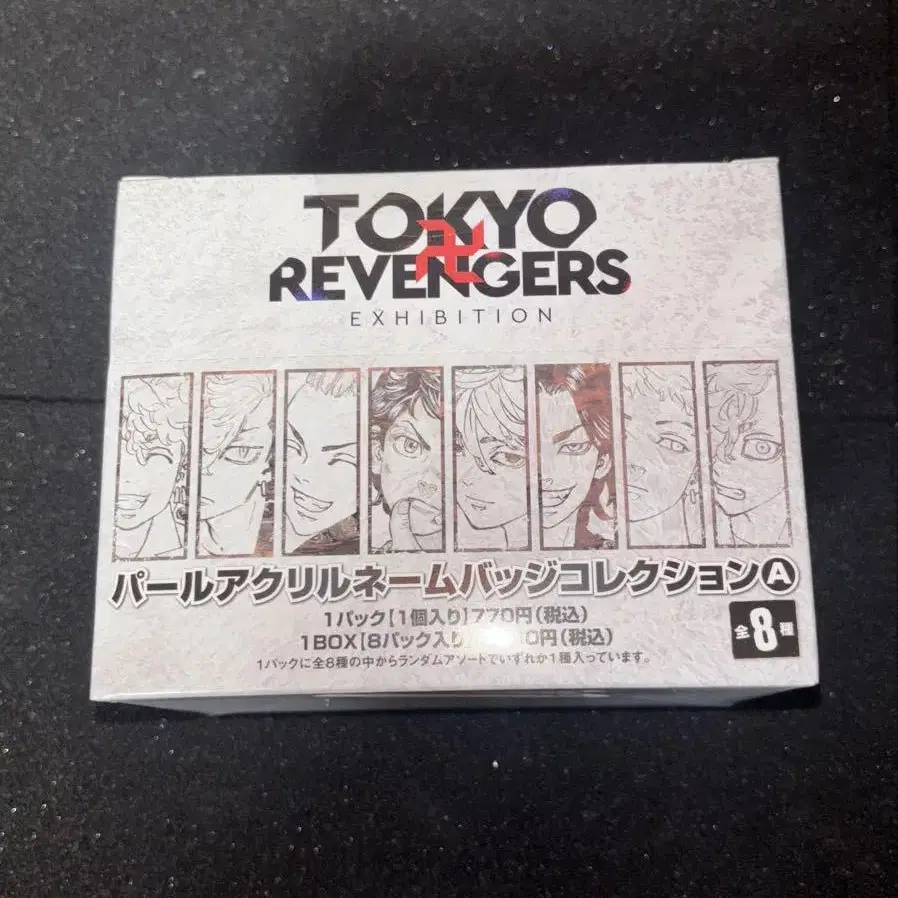 TOKYO
卍
REVENGERS
EXHIBITION
パールアクリルネームバッジコレクションⒶ
1パック[1個入り]770円(税込)
1BOX[8パック入り] 0円(税込)
1パックに全8種の中からランダムアソートでいずれか1種入っています。
全8種